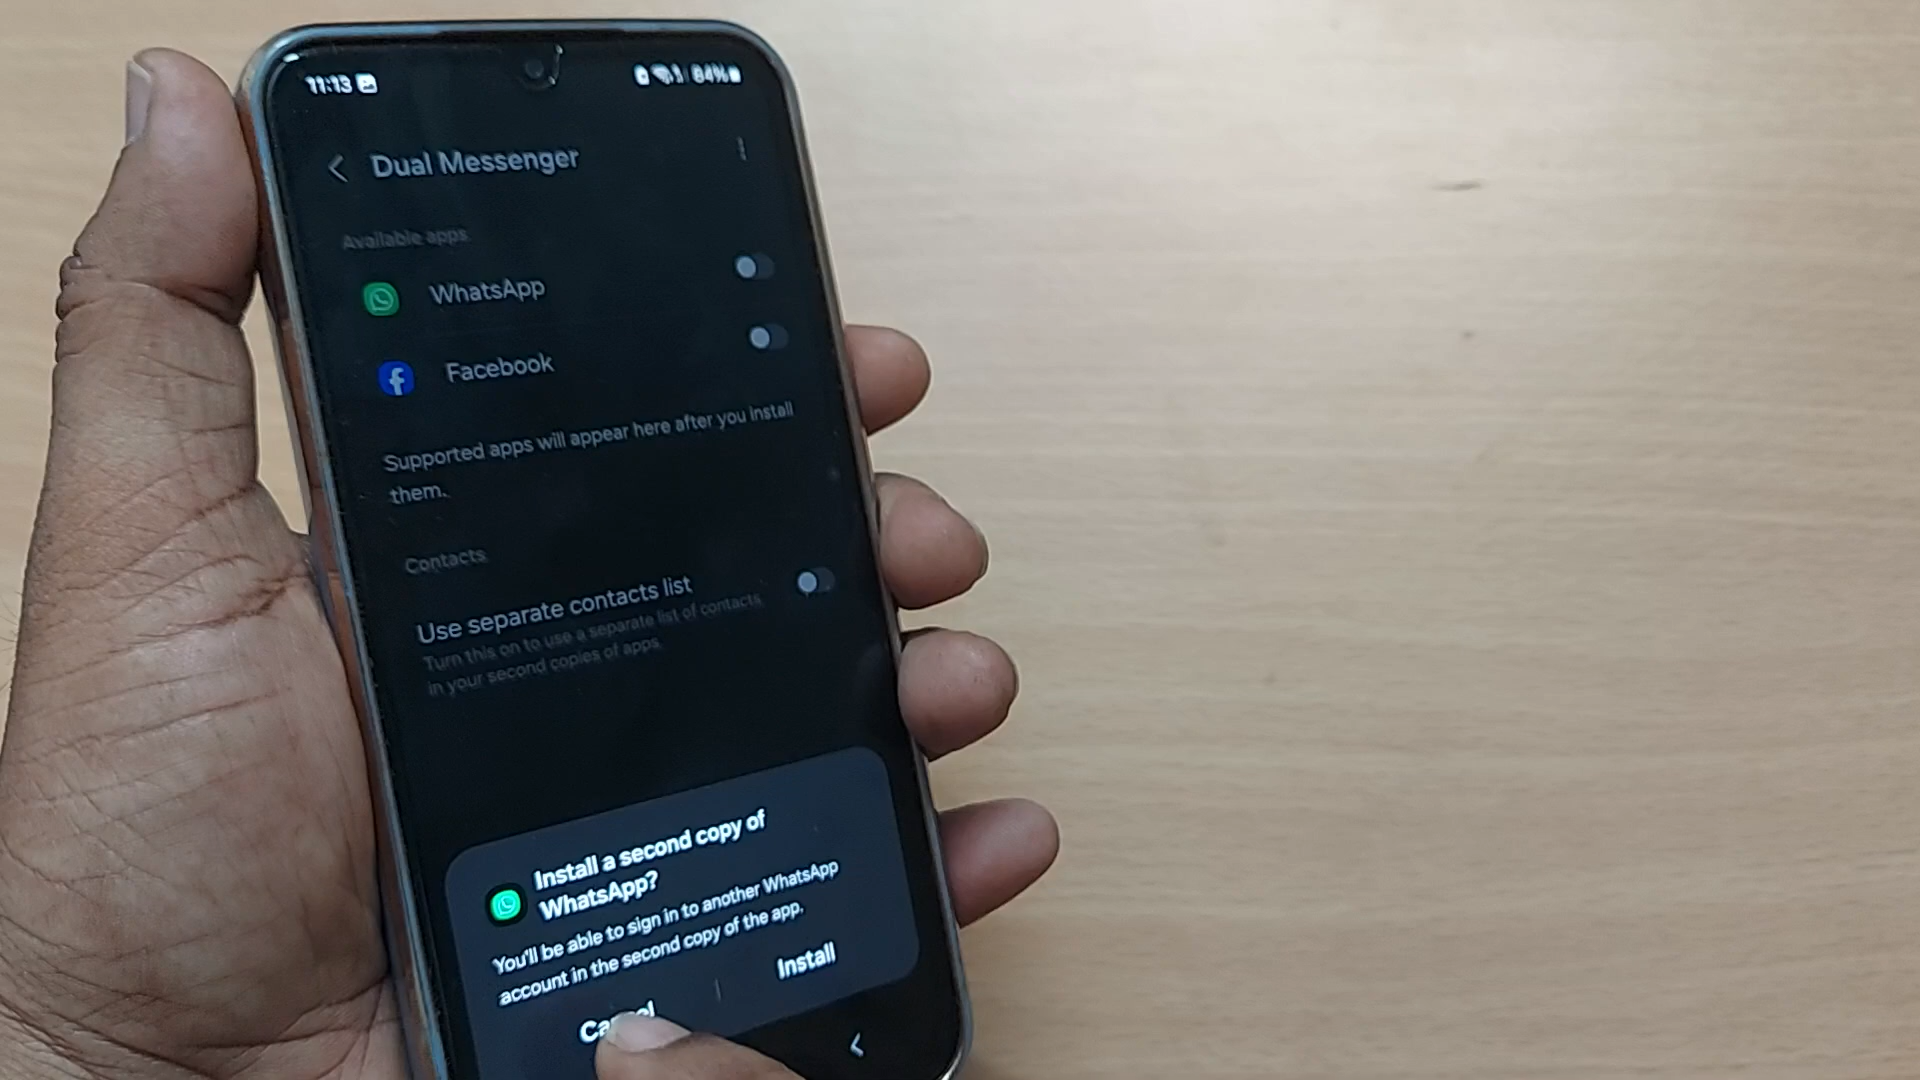 11:13 84%
Dual Messenger
Available apps
WhatsApp
Facebook
Supported apps will appear here after you install
them.
Contacts
Use separate contacts list
Turn this on to use a separate list of contacts
in your second copies of apps.
Install a second copy of
WhatsApp?
You'll be able to sign in to another WhatsApp
account in the second copy of the app.
Cancel Install